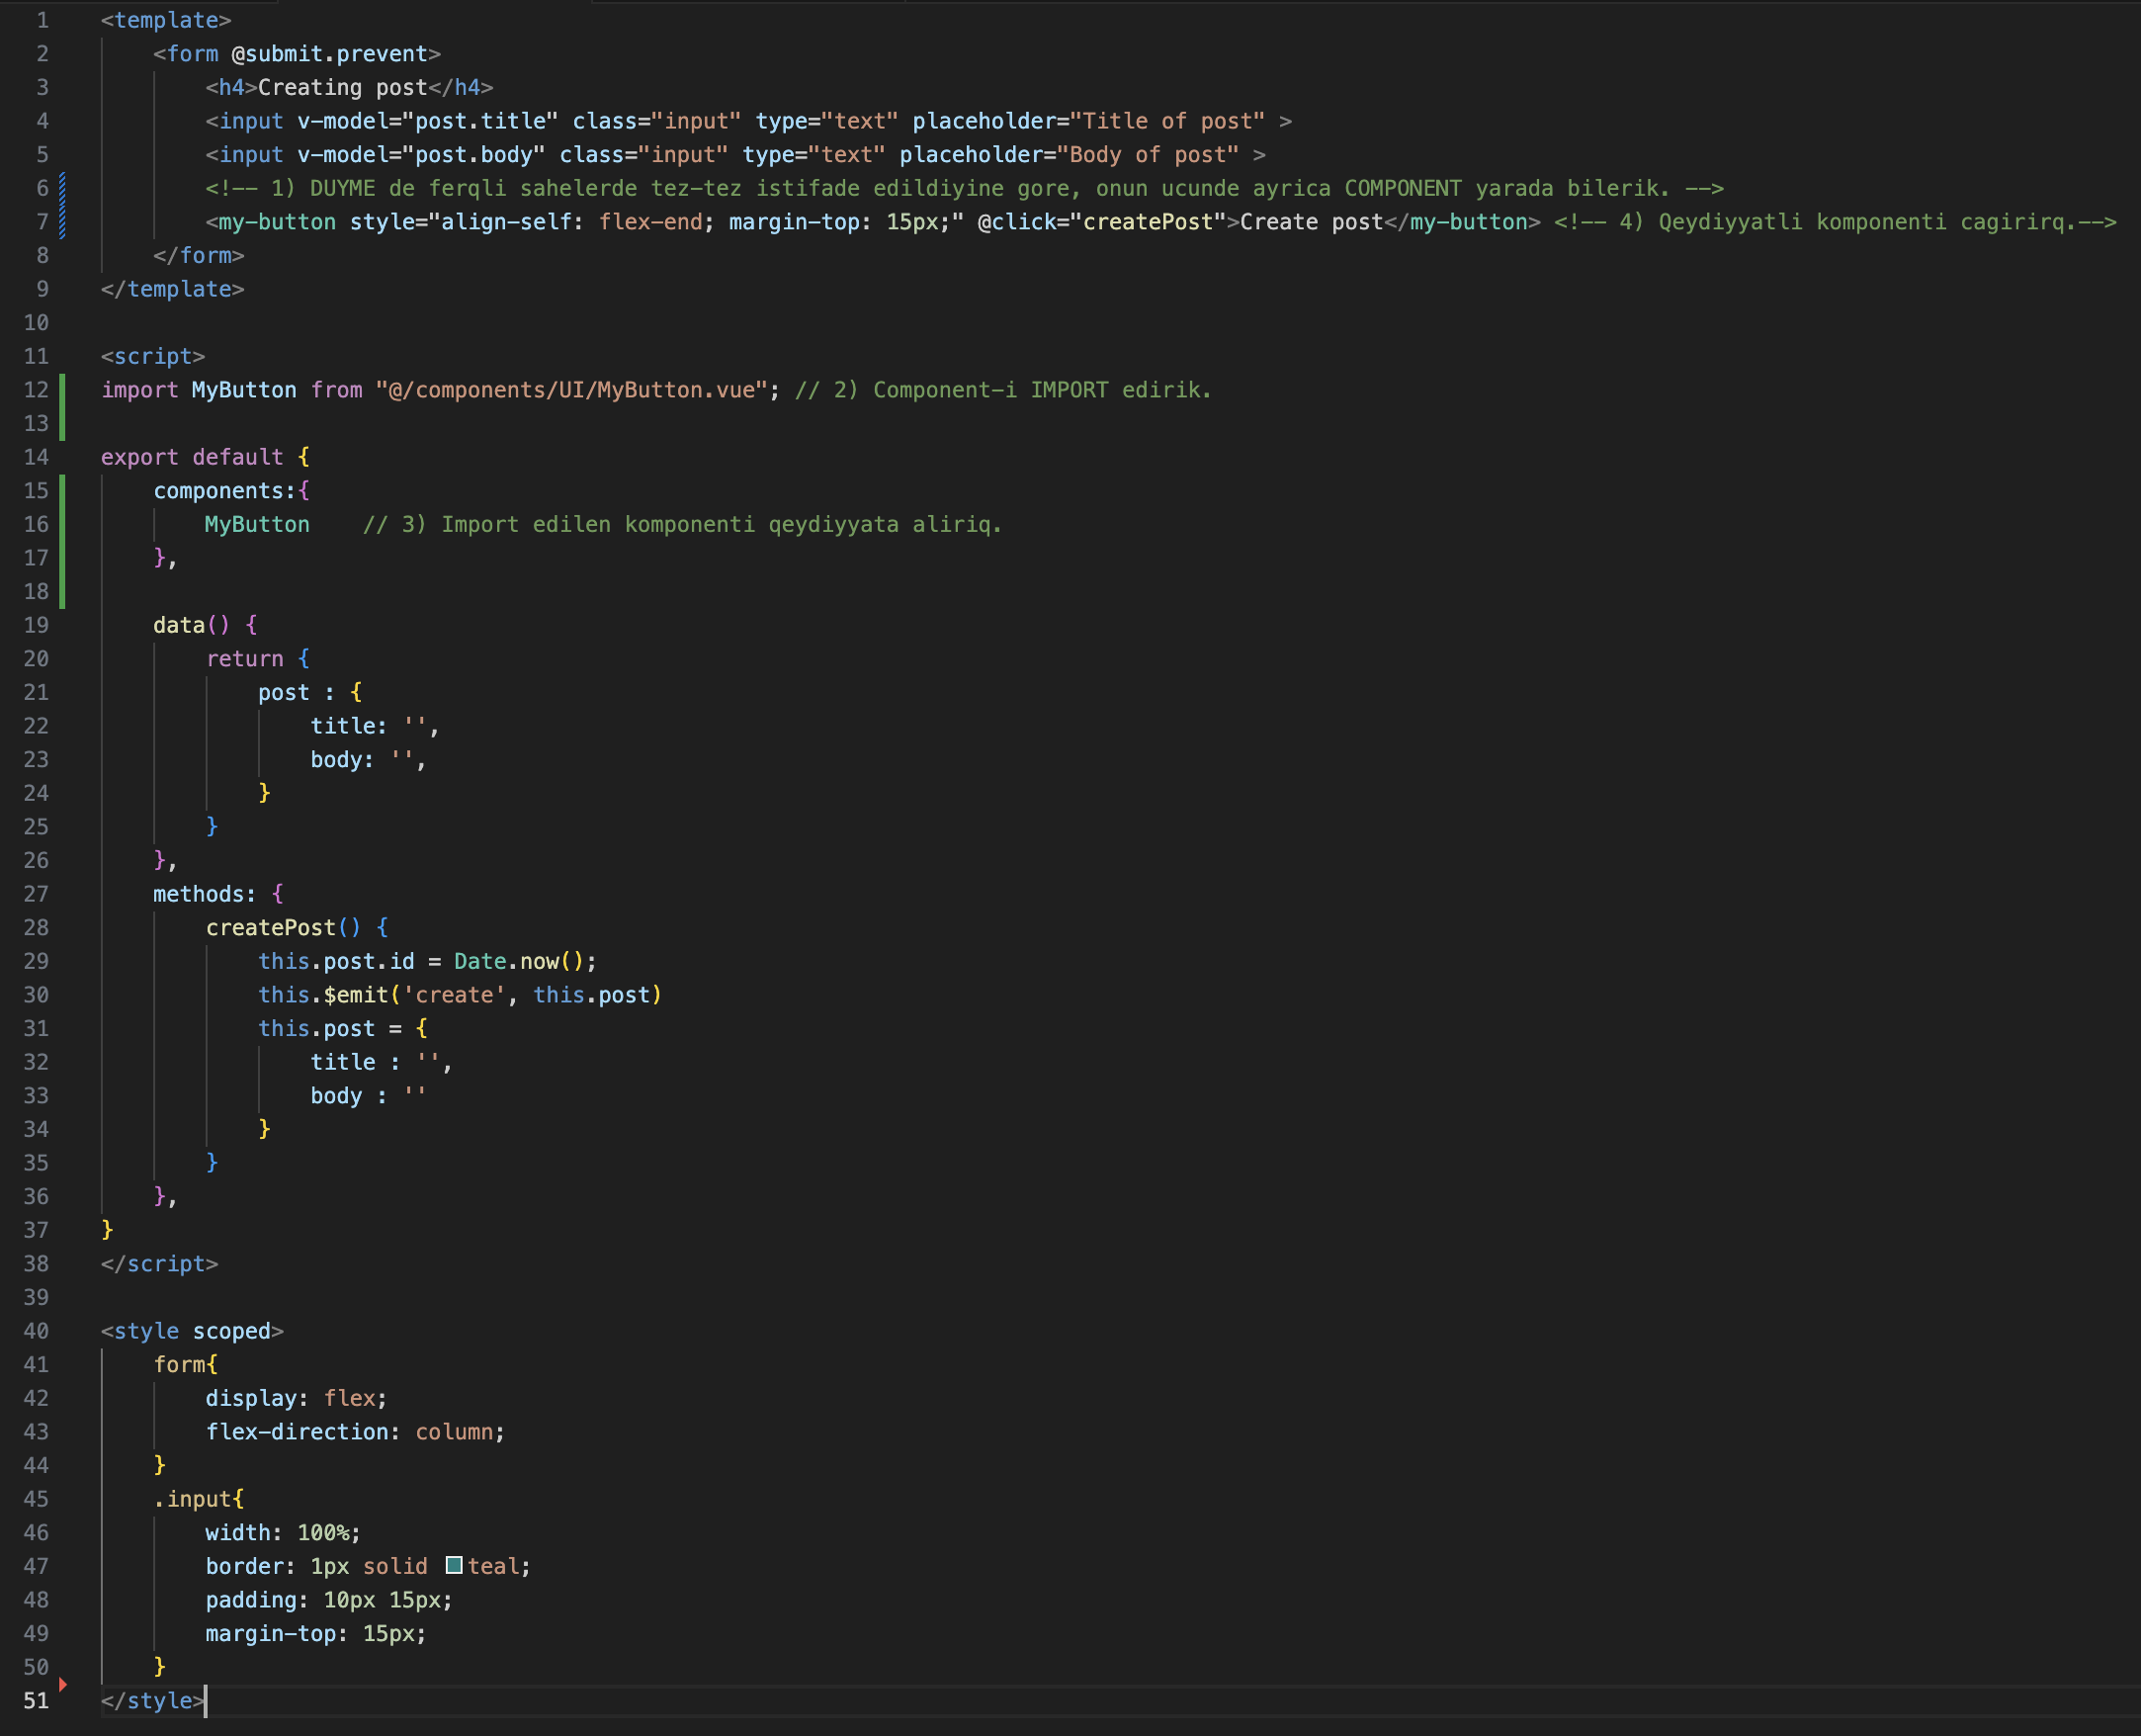 1 <template>
2 <form @submit.prevent>
3 <h4>Creating post</h4>
4 <input v-model="post.title" class="input" type="text" placeholder="Title of post" >
5 <input v-model="post.body" class="input" type="text" placeholder="Body of post" >
6 <!-- 1) DUYME de ferqli sahelerde tez-tez istifade edildiyine gore, onun ucunde ayrica COMPONENT yarada bilerik. -->
7 <my-button style="align-self: flex-end; margin-top: 15px;" @click="createPost">Create post</my-button> <!-- 4) Qeydiyyatli komponenti cagirirq.-->
8 </form>
9 </template>
10
11 <script>
12 import MyButton from "@/components/UI/MyButton.vue"; // 2) Component-i IMPORT edirik.
13
14 export default {
15 components:{
16 MyButton    // 3) Import edilen komponenti qeydiyyata aliriq.
17 },
18
19 data() {
20 return {
21 post : {
22 title: '',
23 body: '',
24 }
25 }
26 },
27 methods: {
28 createPost() {
29 this.post.id = Date.now();
30 this.$emit('create', this.post)
31 this.post = {
32 title : '',
33 body : ''
34 }
35 }
36 },
37 }
38 </script>
39
40 <style scoped>
41 form{
42 display: flex;
43 flex-direction: column;
44 }
45 .input{
46 width: 100%;
47 border: 1px solid teal;
48 padding: 10px 15px;
49 margin-top: 15px;
50 }
51 </style>